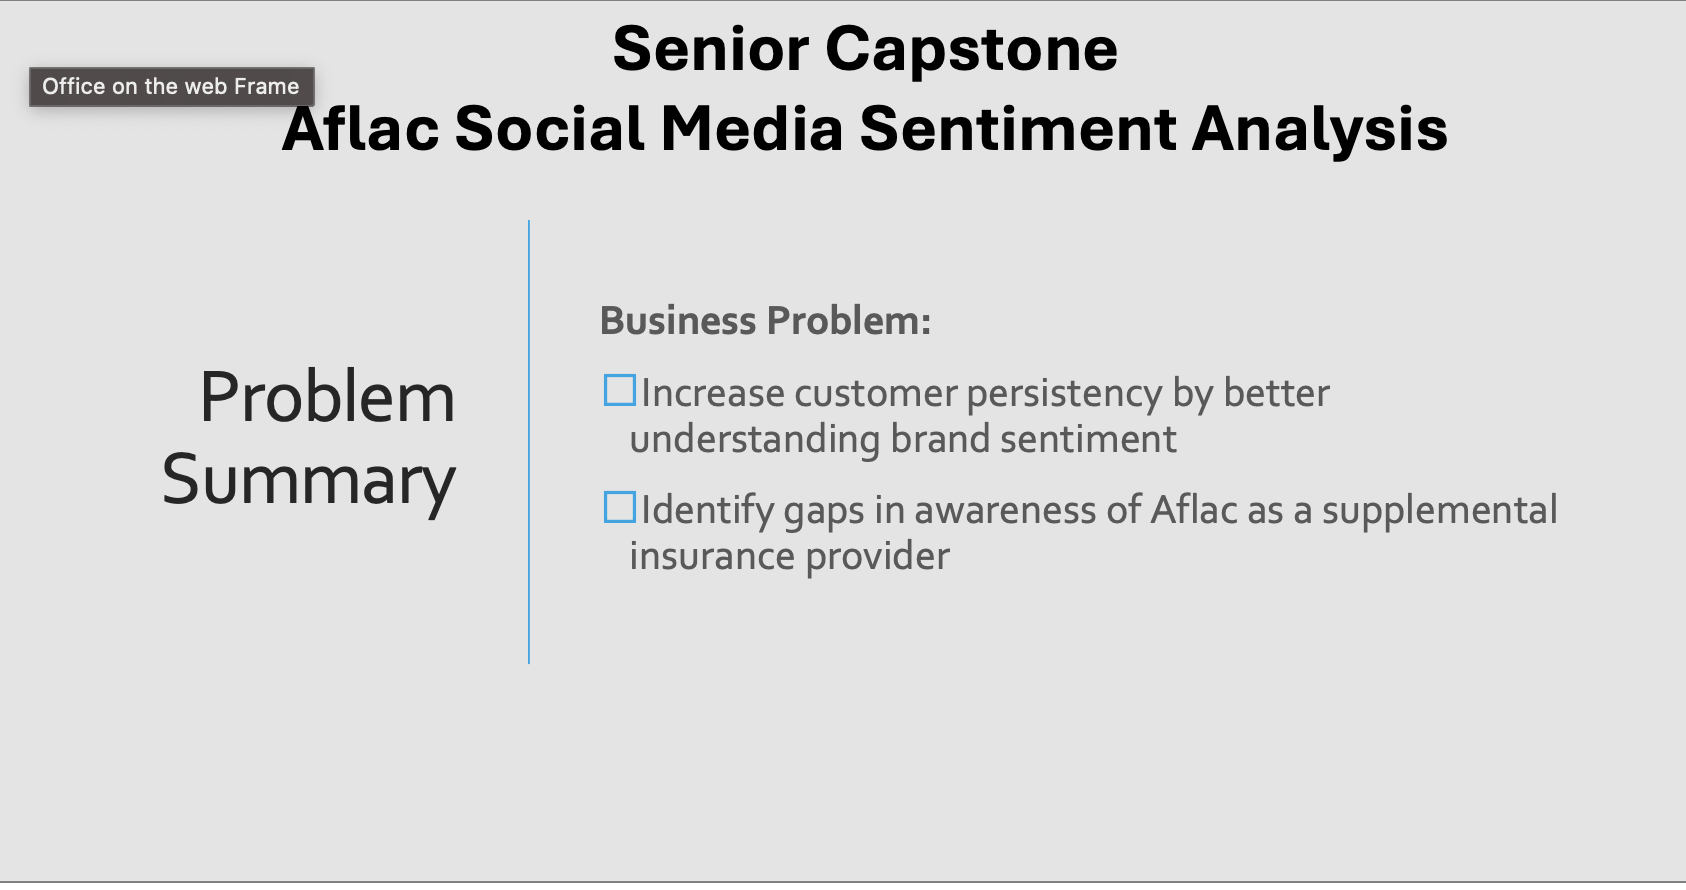 Senior Capstone
Office on the web Frame
Aflac Social Media Sentiment Analysis
Problem
Summary
Business Problem:
Increase customer persistency by better
understanding brand sentiment
Identify gaps in awareness of Aflac as a supplemental
insurance provider